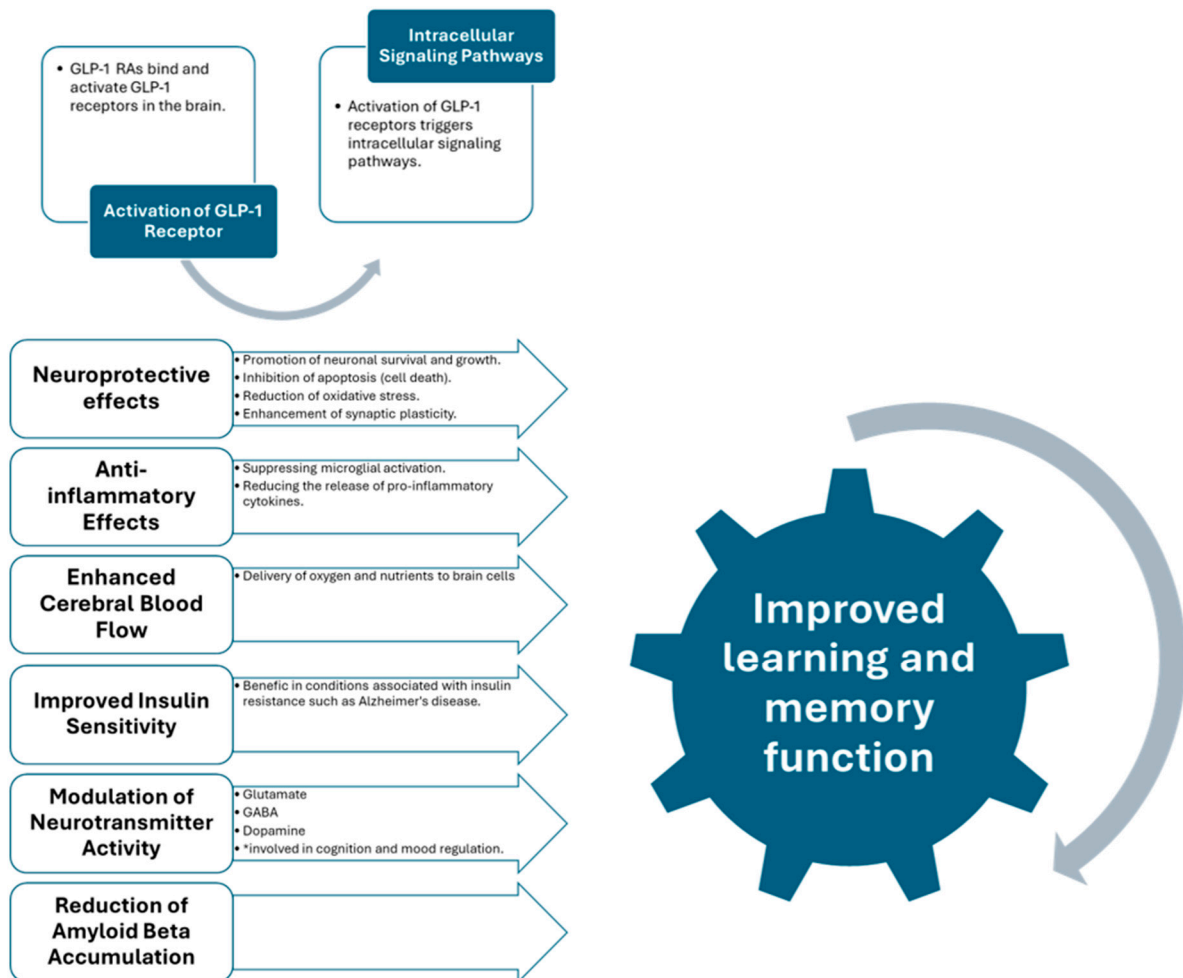 • GLP-1 RAs bind and
activate GLP-1
receptors in the brain.
Activation of GLP-1
Receptor
Intracellular
Signaling Pathways
• Activation of GLP-1
receptors triggers
intracellular signaling
pathways.
Neuroprotective
effects
• Promotion of neuronal survival and growth.
• Inhibition of apoptosis (cell death).
• Reduction of oxidative stress.
• Enhancement of synaptic plasticity.
Anti-
inflammatory
Effects
• Suppressing microglial activation.
• Reducing the release of pro-inflammatory
cytokines.
Enhanced
Cerebral Blood
Flow
• Delivery of oxygen and nutrients to brain cells
Improved Insulin
Sensitivity
• Benefic in conditions associated with insulin
resistance such as Alzheimer's disease.
Modulation of
Neurotransmitter
Activity
• Glutamate
• GABA
• Dopamine
• *involved in cognition and mood regulation.
Reduction of
Amyloid Beta
Accumulation
Improved
learning and
memory
function